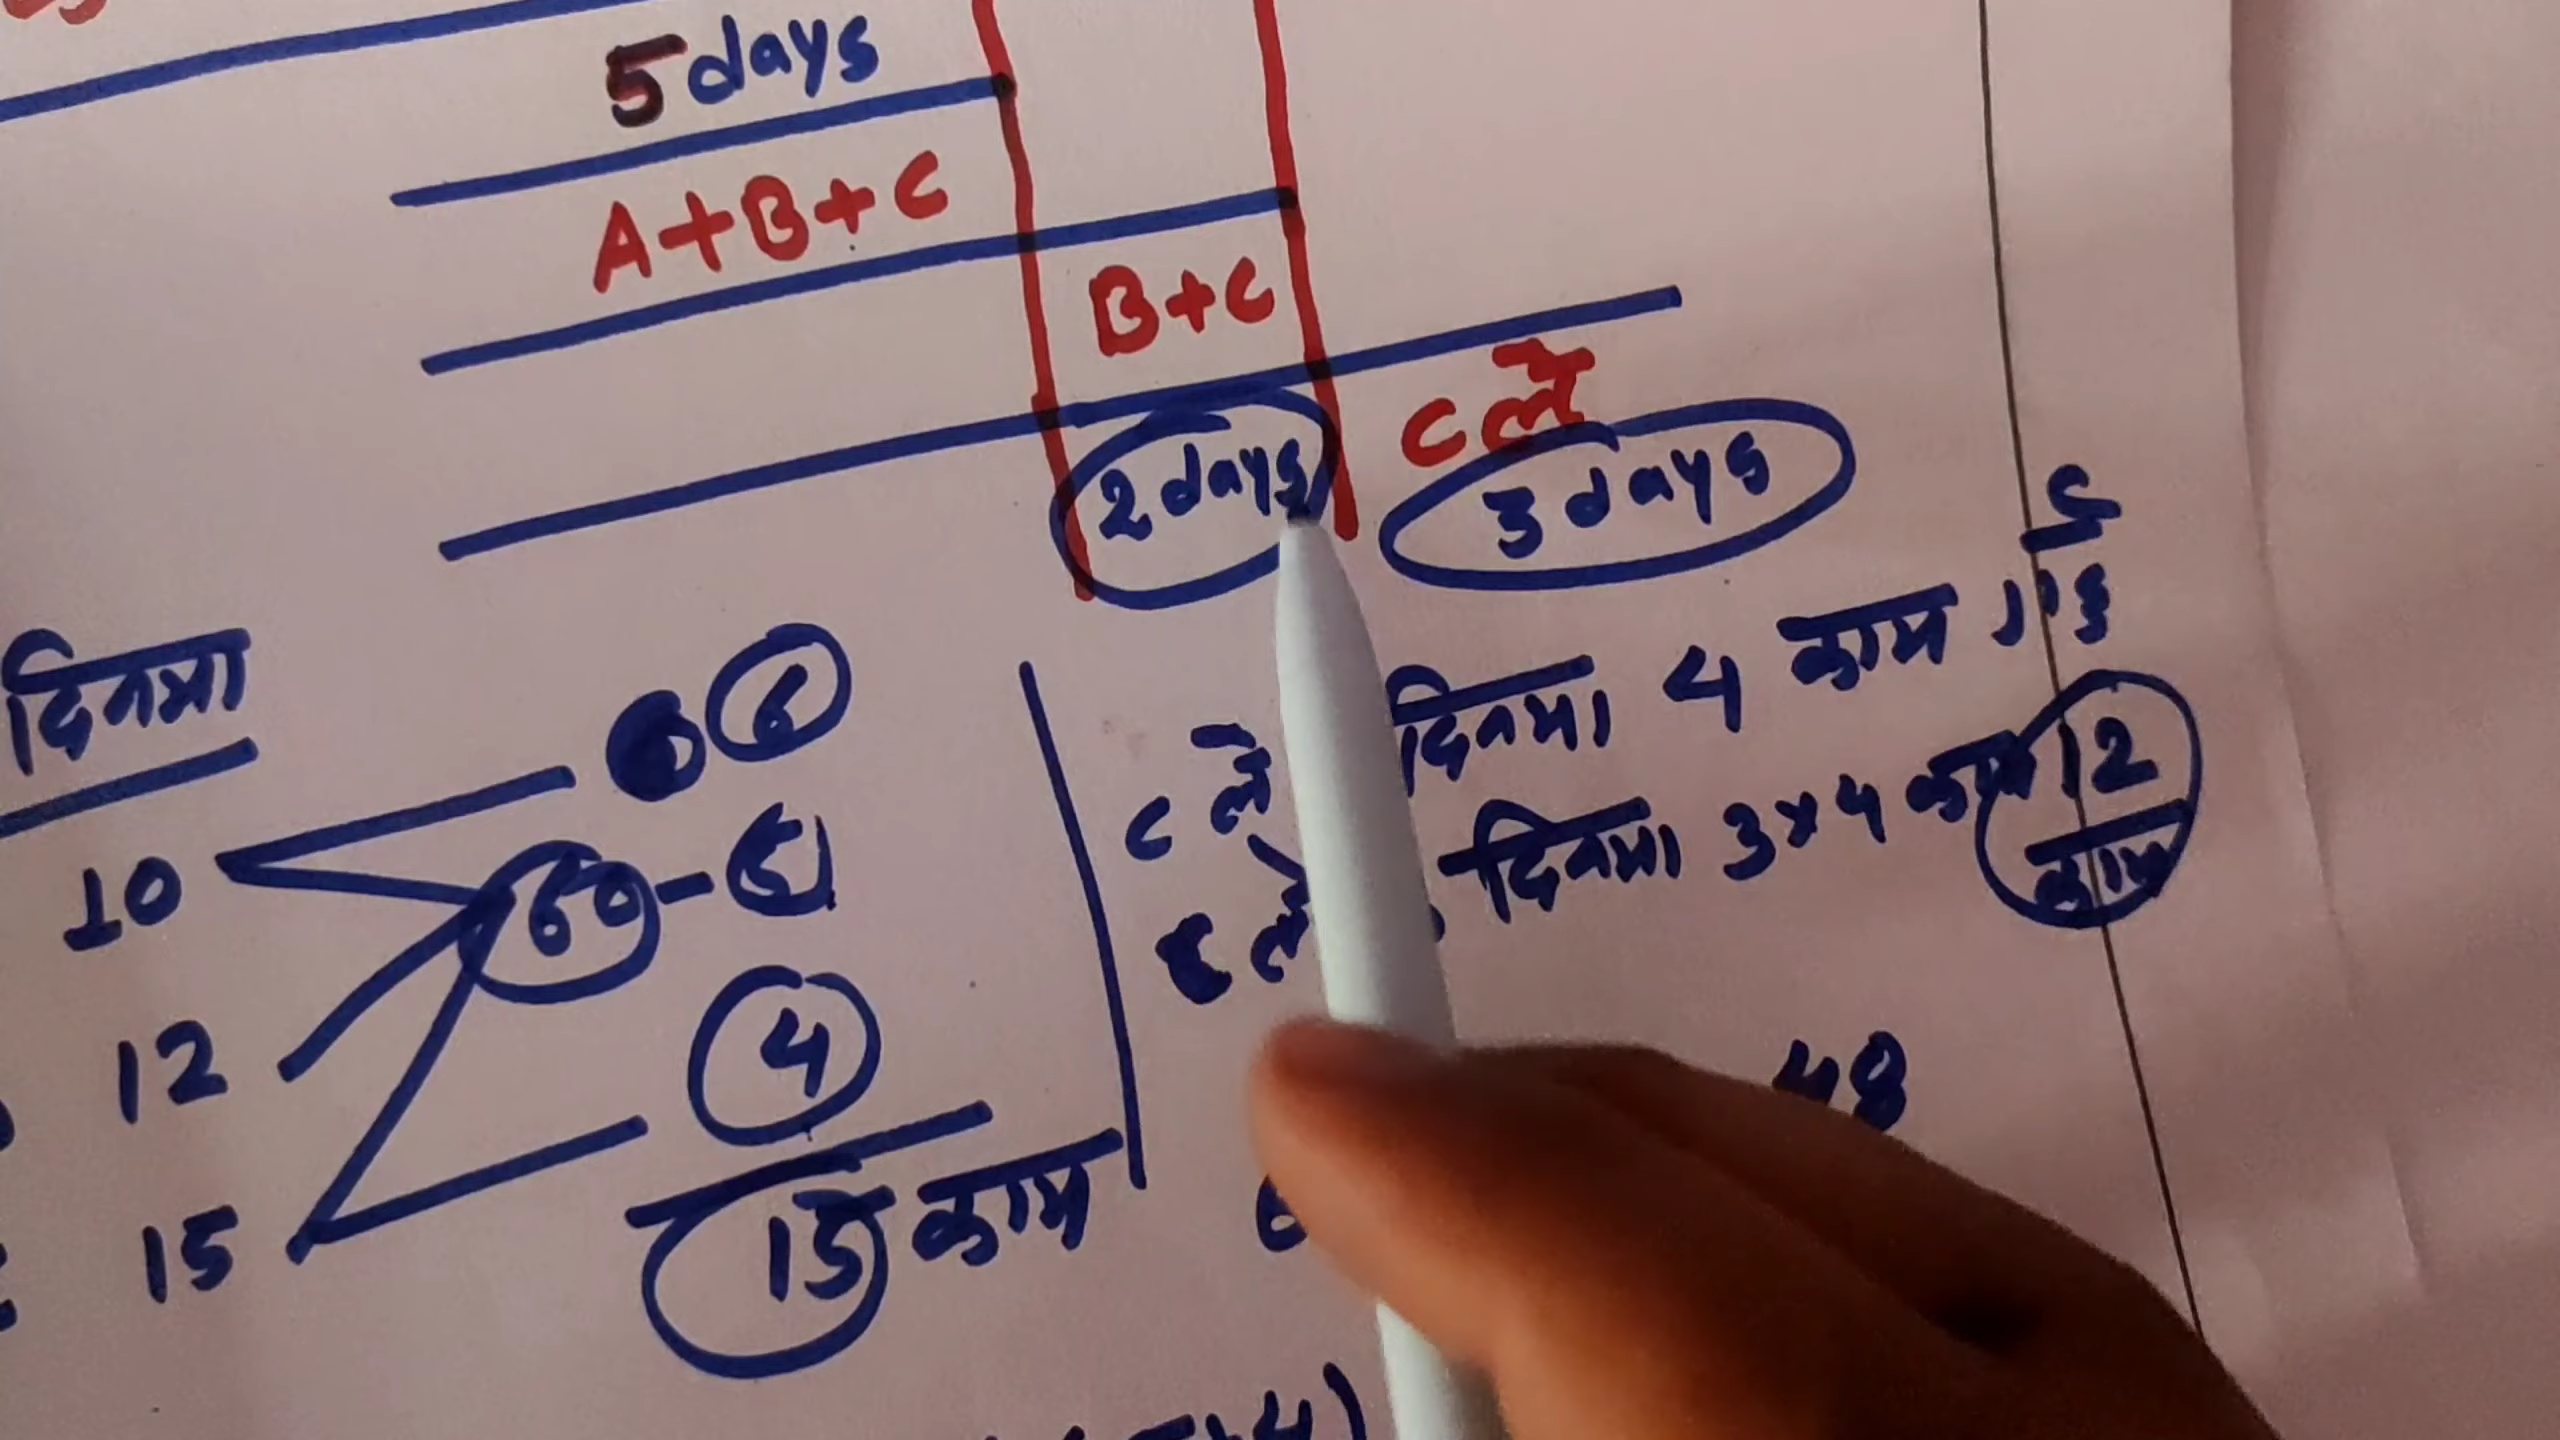 5 days
A+B+C
B+C
C ले
2 days
3 days
C
दिनमा
6
C ले दिनमा 4 काम गर्छ
10
60 - 5
C ले दिनमा 3×4 काम 12
काम
12
4
48
15
15 काम